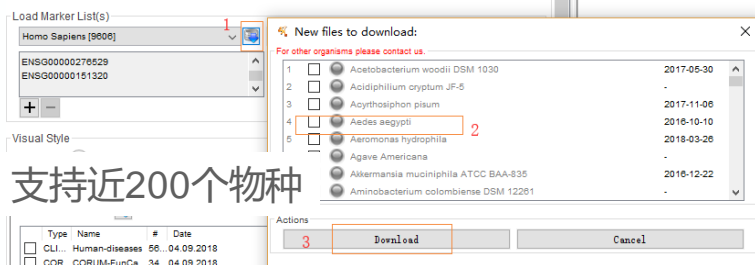 Load Marker List(s)
1
Homo Sapiens [9606]
ENSG00000276529
ENSG00000151320
Visual Style
支持近200个物种
Type Name # Date
CLI... Human-diseases 56... 04.09.2018
COR... CORUM-FunCa... 34... 04.09.2018
New files to download:
For other organisms please contact us.
1 Acetobacterium woodii DSM 1030 2017-05-30
2 Acidiphilium cryptum JF-5 -
3 Acyrthosiphon pisum 2017-11-06
4 Aedes aegypti 2016-10-10
2
5 Aeromonas hydrophila 2018-03-26
Agave Americana -
Akkermansia muciniphila ATCC BAA-835 2016-12-22
Aminobacterium colombiense DSM 12261 -
Actions
3 Download Cancel